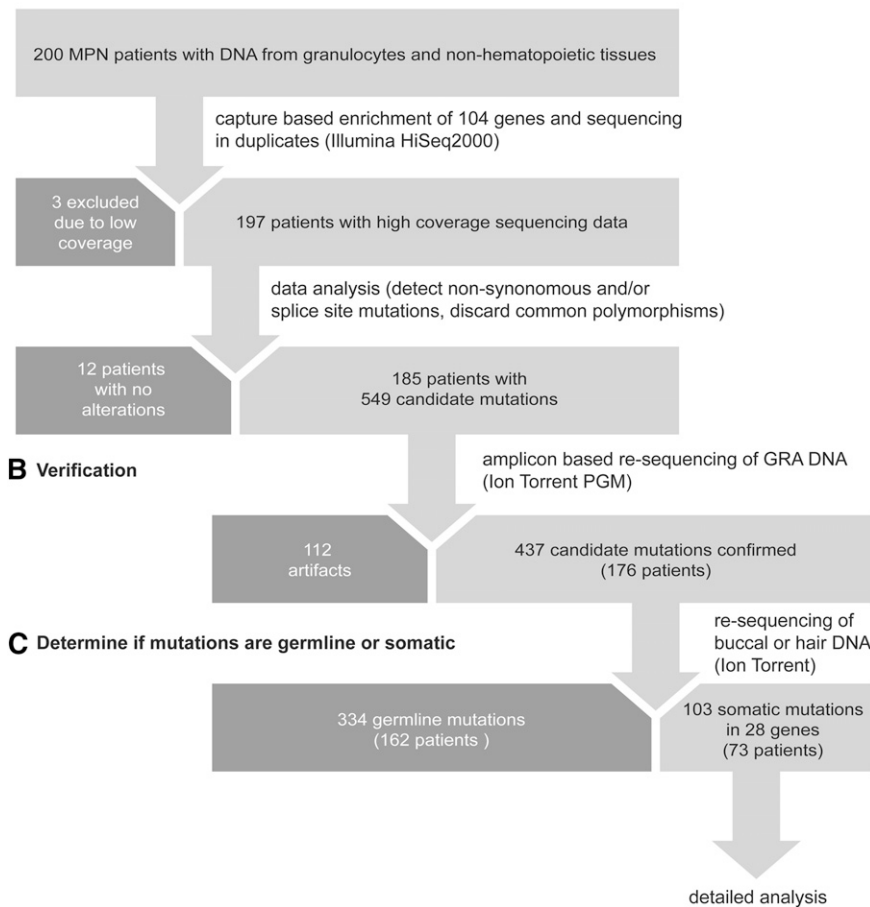 200 MPN patients with DNA from granulocytes and non-hematopoietic tissues
capture based enrichment of 104 genes and sequencing
in duplicates (Illumina HiSeq2000)
3 excluded
due to low
coverage
197 patients with high coverage sequencing data
data analysis (detect non-synonomous and/or
splice site mutations, discard common polymorphisms)
12 patients
with no
alterations
185 patients with
549 candidate mutations
B Verification
amplicon based re-sequencing of GRA DNA
(Ion Torrent PGM)
112
artifacts
437 candidate mutations confirmed
(176 patients)
C Determine if mutations are germline or somatic
re-sequencing of
buccal or hair DNA
(Ion Torrent)
334 germline mutations
(162 patients )
103 somatic mutations
in 28 genes
(73 patients)
detailed analysis